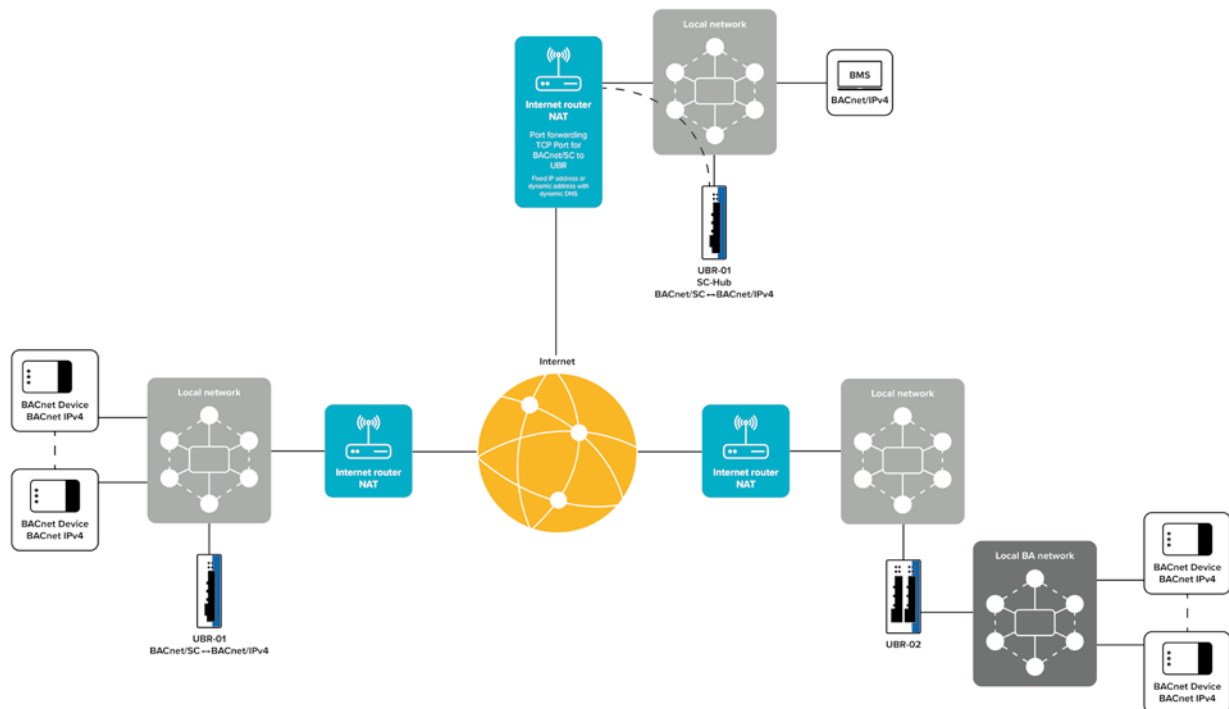 Local network
BMS
BACnet/IPv4
Internet router
NAT
Port forwarding
TCP Port for
BACnet/SC to
UBR
Fixed IP address or
dynamic address with
dynamic DNS
UBR-01
SC-Hub
BACnet/SC↔BACnet/IPv4
Internet
BACnet Device
BACnet IPv4
BACnet Device
BACnet IPv4
Local network
Internet router
NAT
UBR-01
BACnet/SC↔BACnet/IPv4
Internet router
NAT
Local network
UBR-02
Local BA network
BACnet Device
BACnet IPv4
BACnet Device
BACnet IPv4